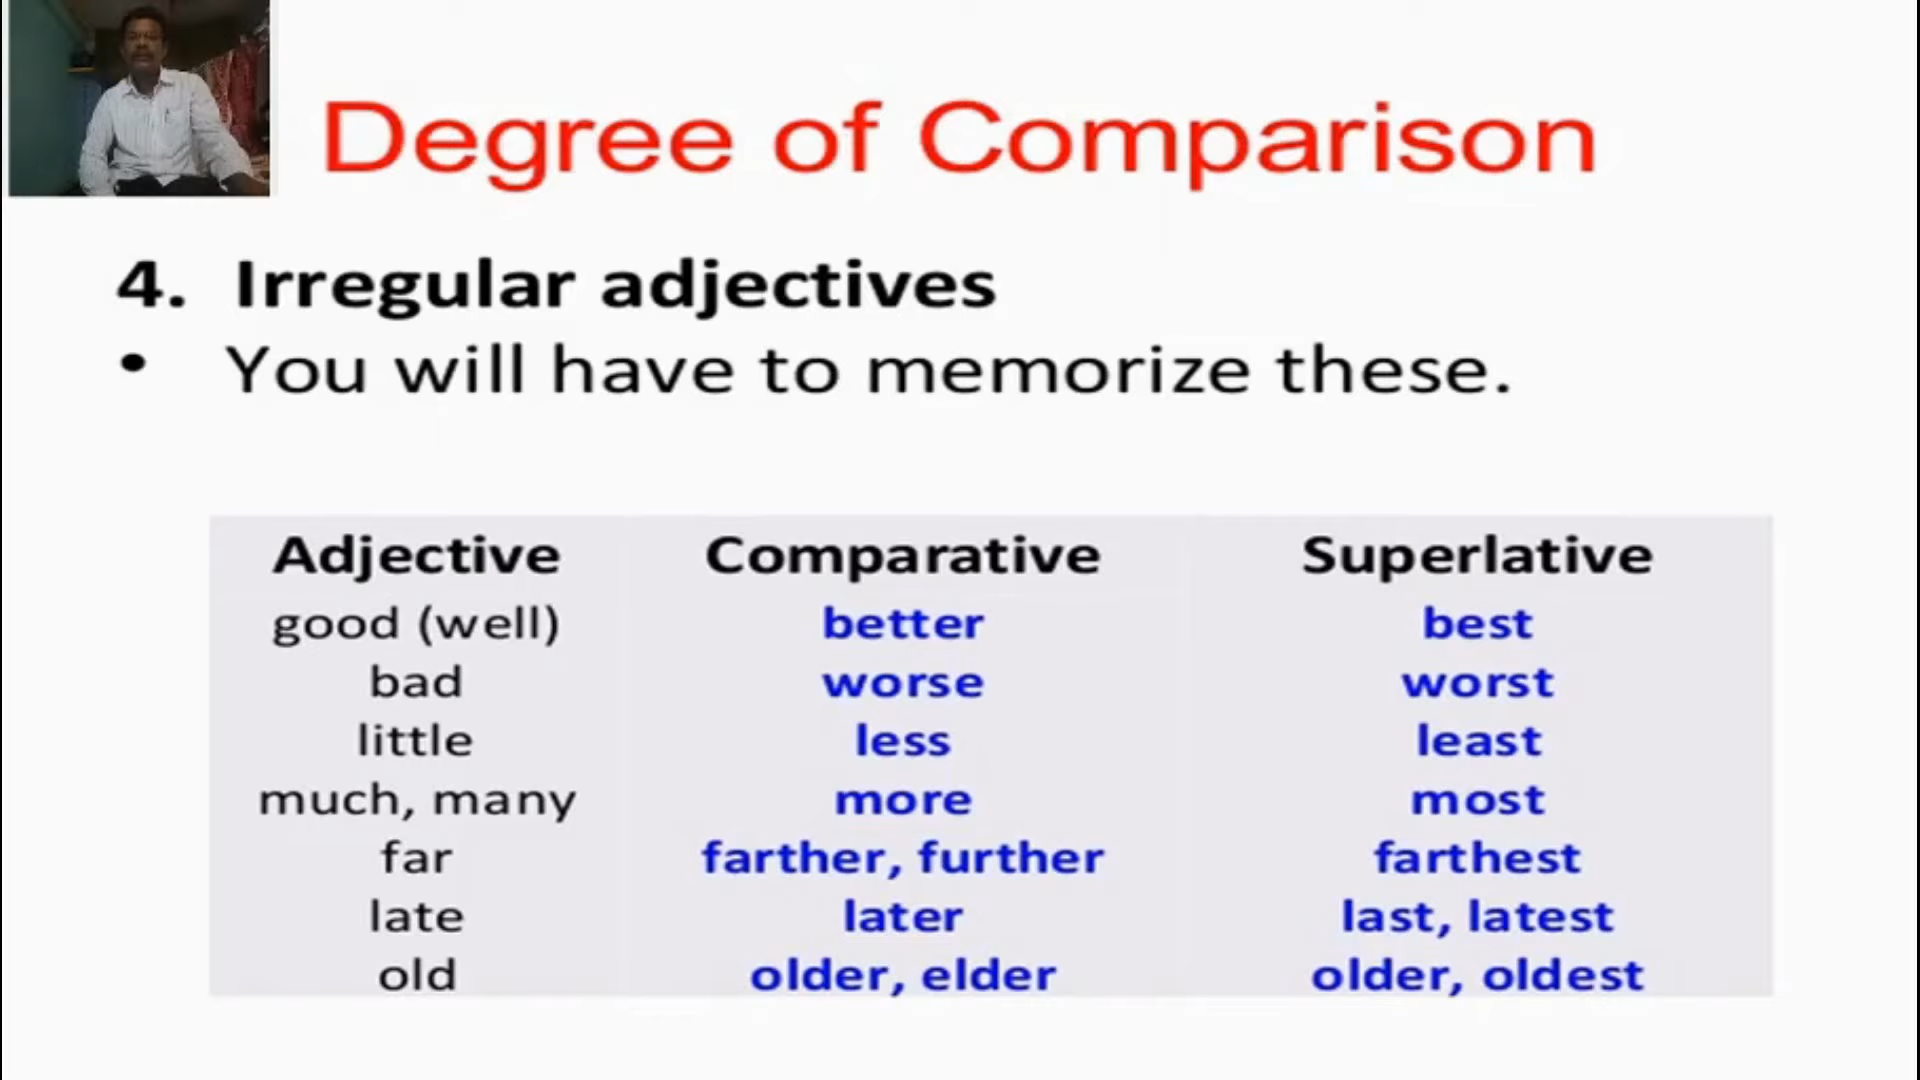 Degree of Comparison
4. Irregular adjectives
• You will have to memorize these.
Adjective Comparative Superlative
good (well) better best
bad worse worst
little less least
much, many more most
far farther, further farthest
late later last, latest
old older, elder older, oldest